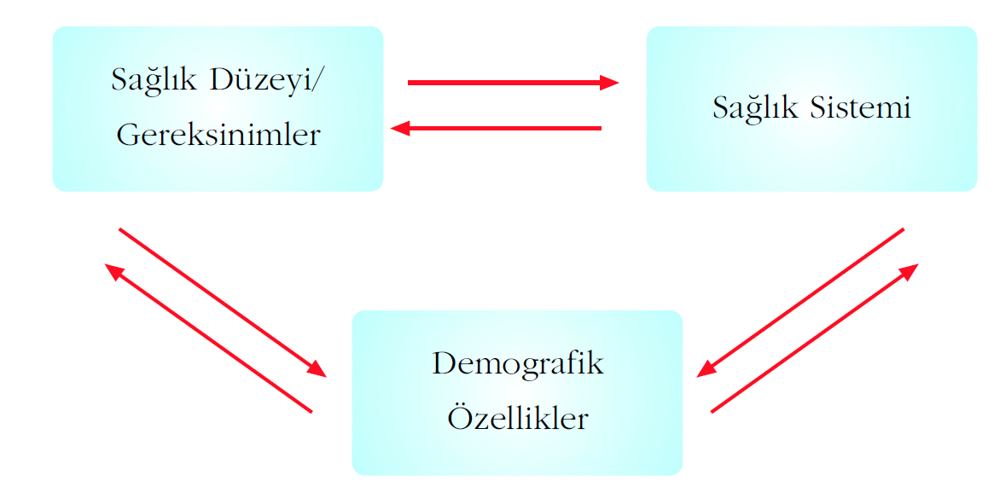 Sağlık Düzeyi/
Gereksinimler
Sağlık Sistemi
Demografik
Özellikler